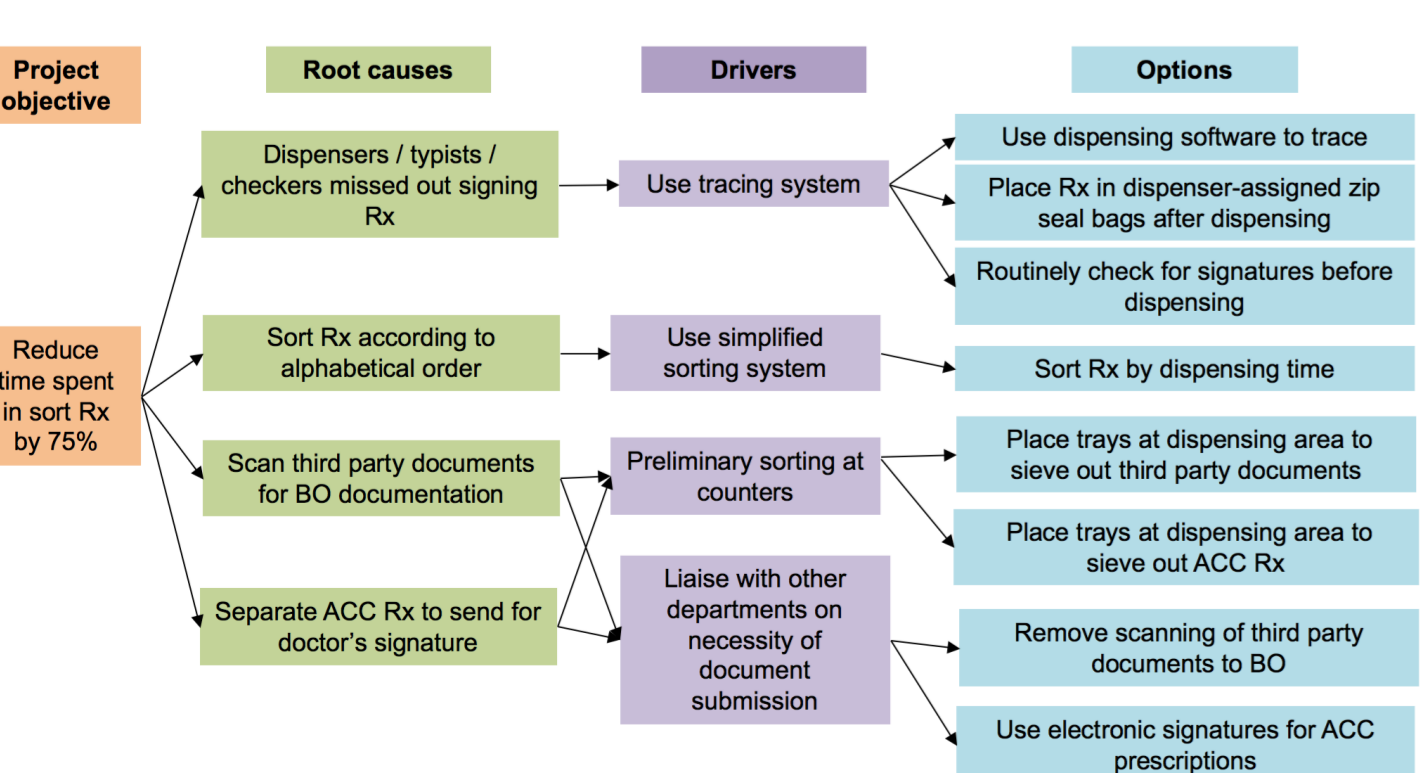 Project
objective
Root causes
Drivers
Options
Dispensers / typists /
checkers missed out signing
Rx
Use tracing system
Use dispensing software to trace
Place Rx in dispenser-assigned zip
seal bags after dispensing
Routinely check for signatures before
dispensing
Reduce
time spent
in sort Rx
by 75%
Sort Rx according to
alphabetical order
Use simplified
sorting system
Sort Rx by dispensing time
Scan third party documents
for BO documentation
Preliminary sorting at
counters
Place trays at dispensing area to
sieve out third party documents
Place trays at dispensing area to
sieve out ACC Rx
Separate ACC Rx to send for
doctor’s signature
Liaise with other
departments on
necessity of
document
submission
Remove scanning of third party
documents to BO
Use electronic signatures for ACC
prescriptions